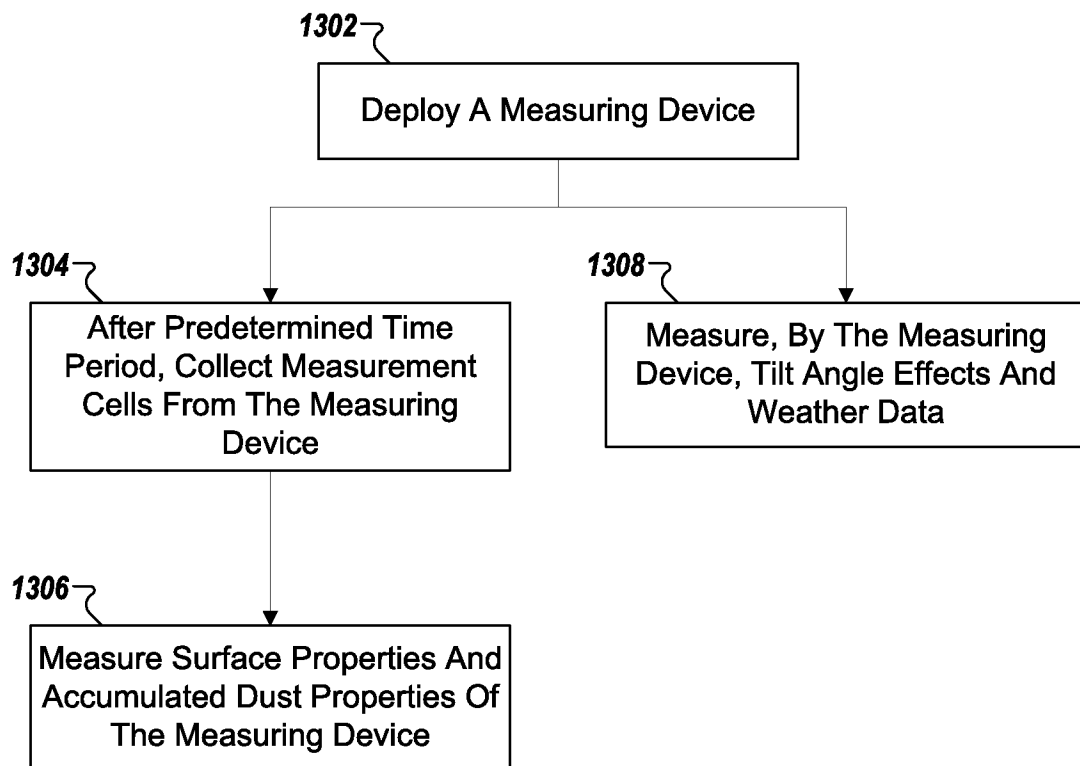 1302
Deploy A Measuring Device
1304
After Predetermined Time
Period, Collect Measurement
Cells From The Measuring
Device
1308
Measure, By The Measuring
Device, Tilt Angle Effects And
Weather Data
1306
Measure Surface Properties And
Accumulated Dust Properties Of
The Measuring Device